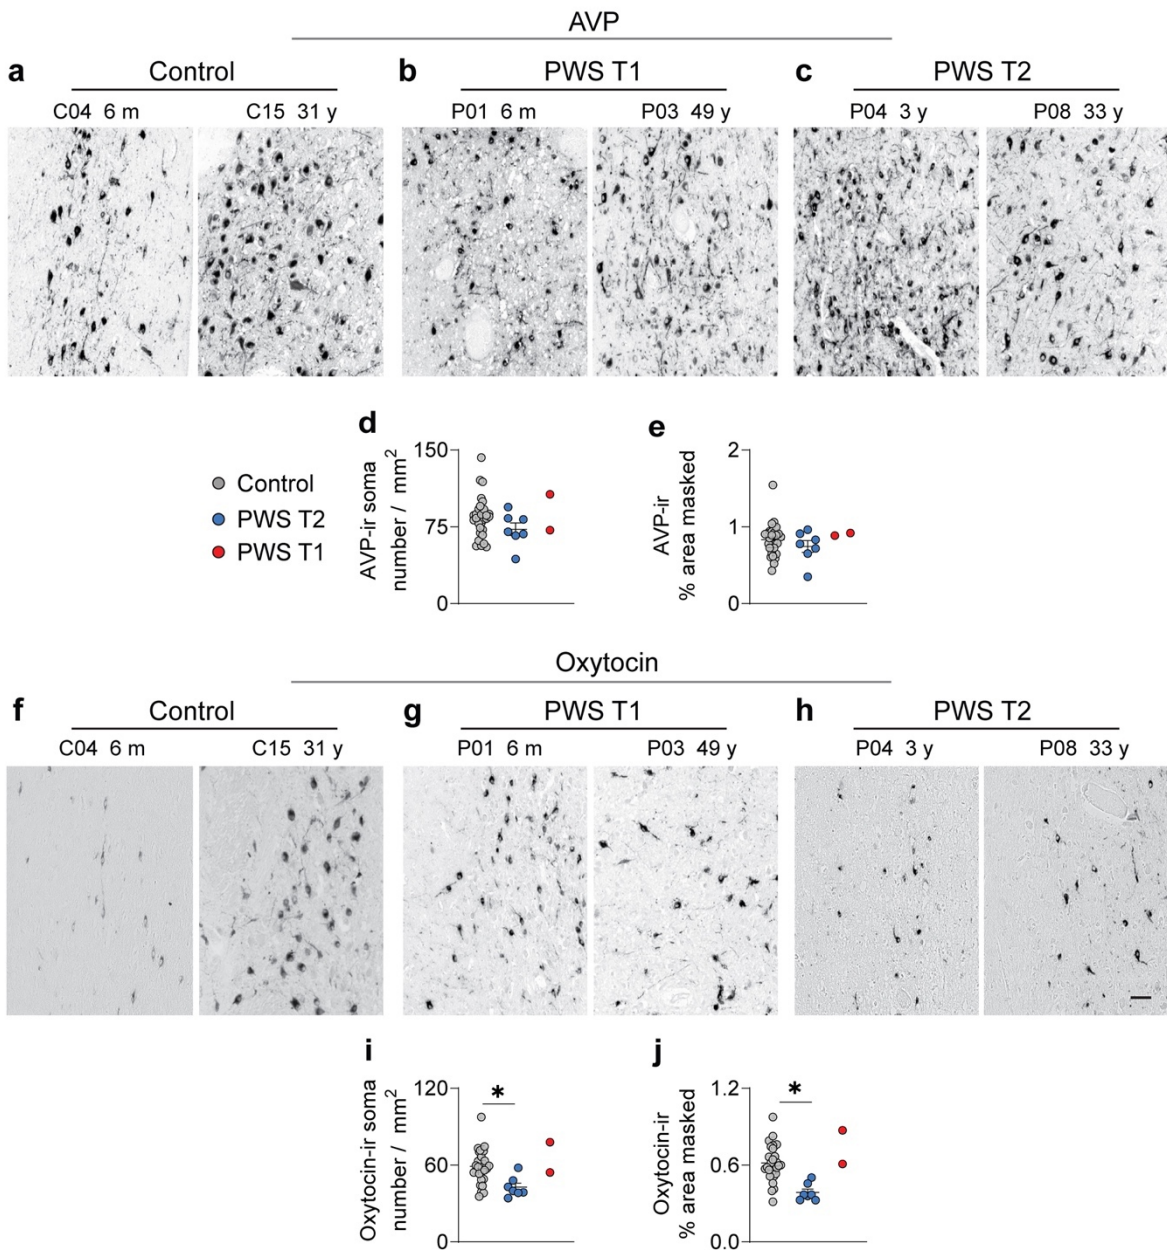 AVP
a Control b PWS T1 c PWS T2
C04 6 m C15 31 y P01 6 m P03 49 y P04 3 y P08 33 y
d
AVP-ir soma
number / mm²
150
75
0
e
AVP-ir
% area masked
2
1
0
Control
PWS T2
PWS T1
Oxytocin
f Control g PWS T1 h PWS T2
C04 6 m C15 31 y P01 6 m P03 49 y P04 3 y P08 33 y
i
Oxytocin-ir soma
number / mm²
120
60
0
*
j
Oxytocin-ir
% area masked
1.2
0.6
0.0
*